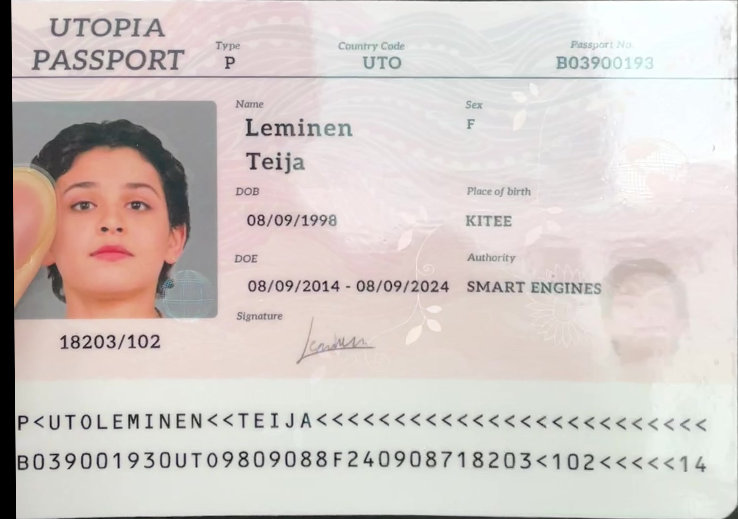 UTOPIA
PASSPORT
Type
P
Country Code
UTO
Passport No.
B03900193
Name
Leminen
Teija
Sex
F
DOB
08/09/1998
Place of birth
KITEE
DOE
08/09/2014 - 08/09/2024
Authority
SMART ENGINES
Signature
Leminen
18203/102
P<UTOLEMINEN<<TEIJA<<<<<<<<<<<<<<<<<<<<<<<<<
B039001930UTO9809088F240908718203<102<<<<<14